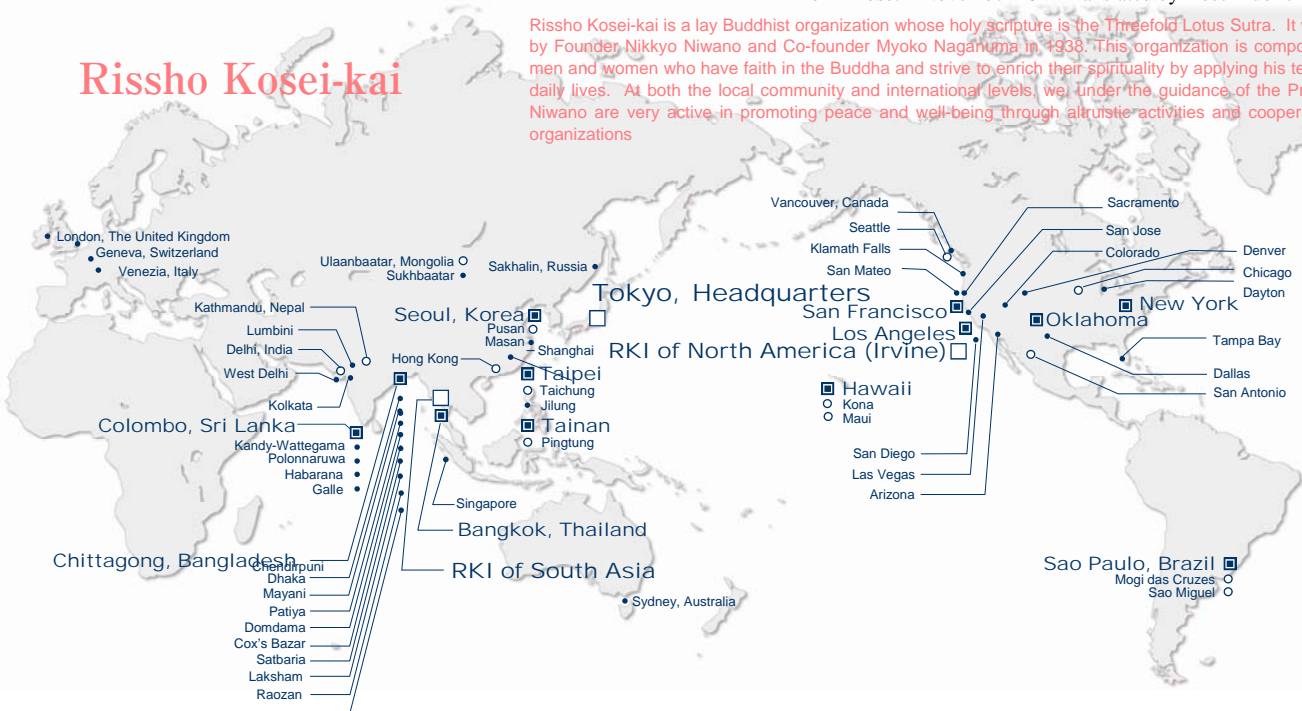 Rissho Kosei-kai is a lay Buddhist organization whose holy scripture is the Threefold Lotus Sutra. It
by Founder Nikkyo Niwano and Co-founder Myoko Naganuma in 1938. This organization is
men and women who have faith in the Buddha and strive to enrich their spirituality by applying his
daily lives. At both the local community and international levels, we, under the guidance of the
Niwano are very active in promoting peace and well-being through altruistic activities and
organizations
Rissho Kosei-kai
London, The United Kingdom
Geneva, Switzerland
Venezia, Italy
Ulaanbaatar, Mongolia
Sukhbaatar
Sakhalin, Russia
Kathmandu, Nepal
Lumbini
Delhi, India
West Delhi
Kolkata
Colombo, Sri Lanka
Kandy-Wattegama
Polonnaruwa
Habarana
Galle
Tokyo, Headquarters
Seoul, Korea
Pusan
Masan
Shanghai
Hong Kong
Taipei
Taichung
Jilung
Tainan
Pingtung
Singapore
Bangkok, Thailand
RKI of South Asia
Chittagong, Bangladesh
Chendirpuni
Dhaka
Mayani
Patiya
Domdama
Cox's Bazar
Satbaria
Laksham
Raozan
Sydney, Australia
Vancouver, Canada
Seattle
Klamath Falls
San Mateo
San Francisco
Los Angeles
RKI of North America (Irvine)
Hawaii
Kona
Maui
San Diego
Las Vegas
Arizona
Sacramento
San Jose
Colorado
Denver
Chicago
Dayton
New York
Oklahoma
Tampa Bay
Dallas
San Antonio
Sao Paulo, Brazil
Mogi das Cruzes
Sao Miguel